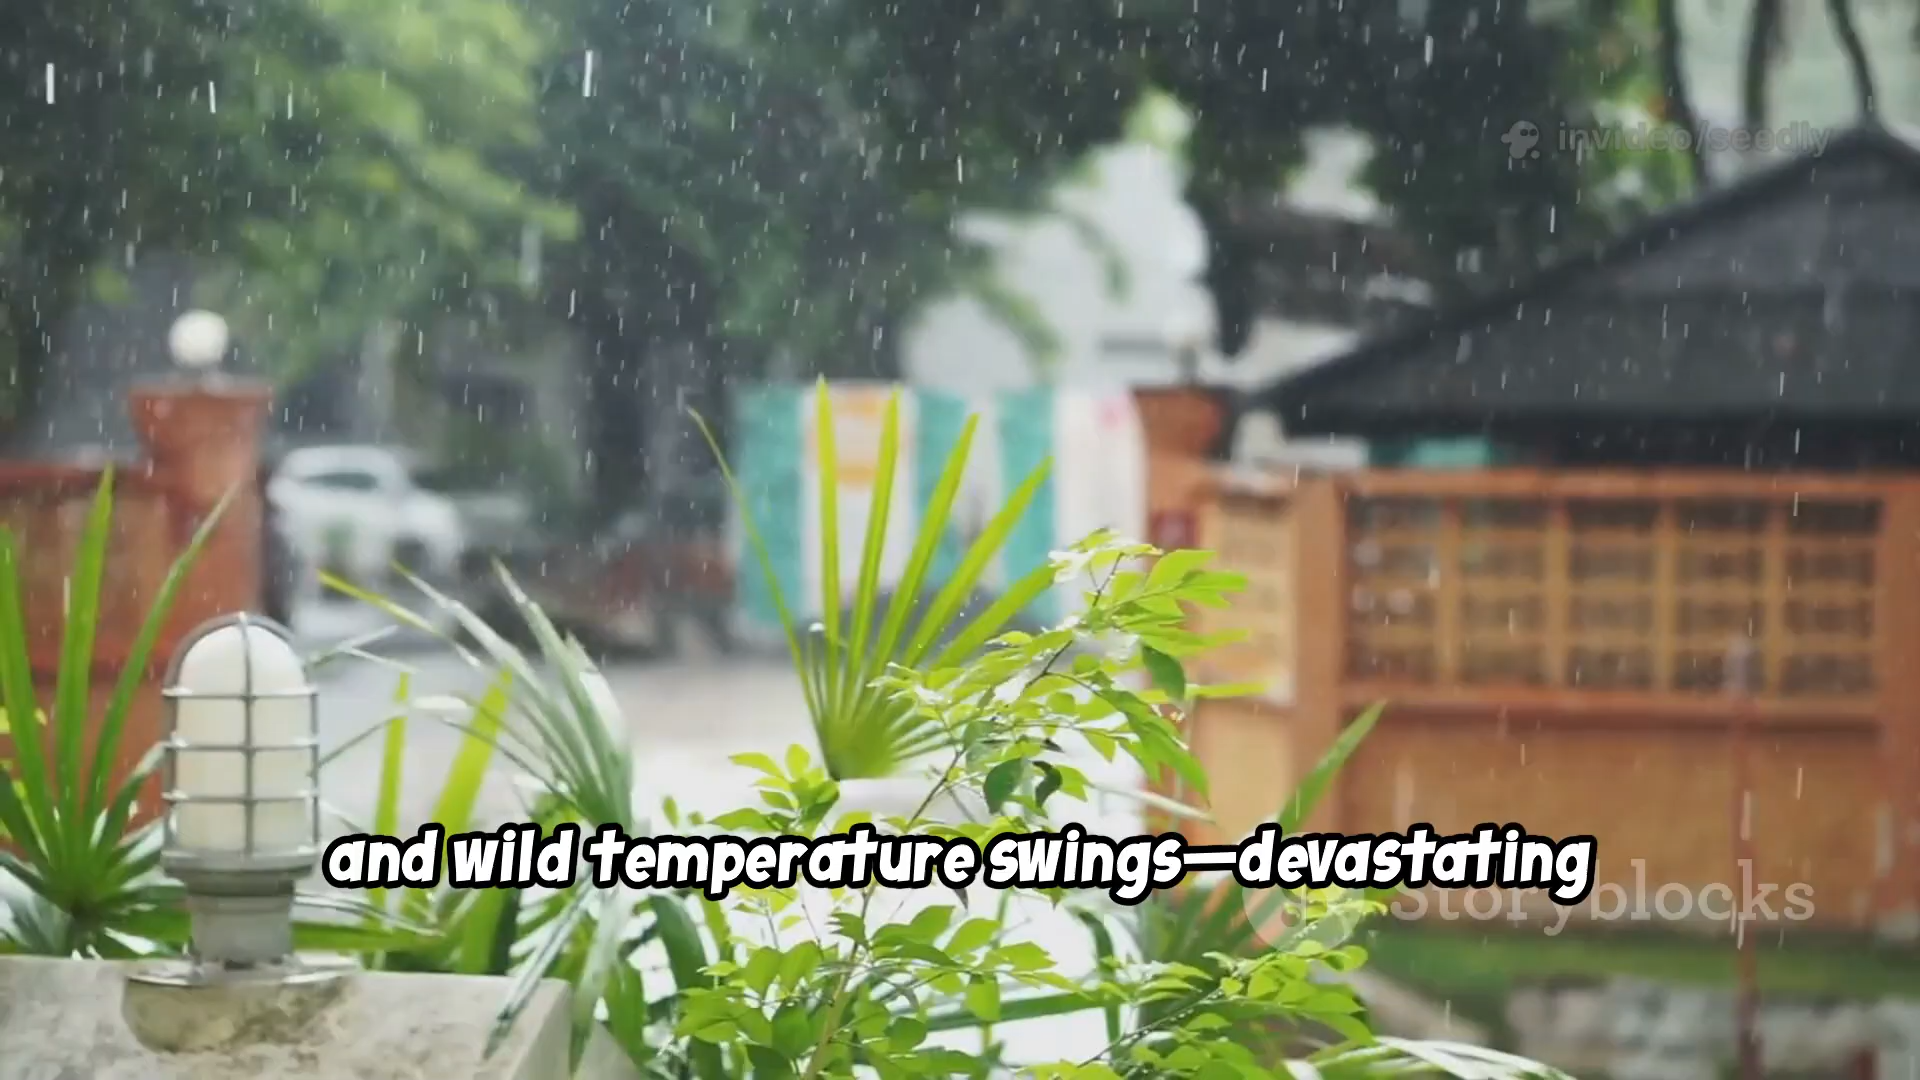 invideo/seedly
and wild temperature swings—devastating
Storyblocks